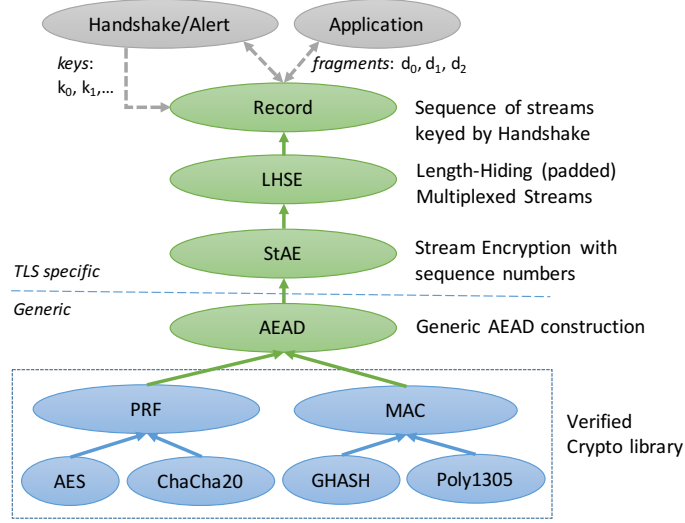 Handshake/Alert
Application
keys:
k0, k1,...
fragments: d0, d1, d2
Record
Sequence of streams
keyed by Handshake
LHSE
Length-Hiding (padded)
Multiplexed Streams
StAE
Stream Encryption with
sequence numbers
TLS specific
Generic
AEAD
Generic AEAD construction
PRF
MAC
Verified
Crypto library
AES
ChaCha20
GHASH
Poly1305